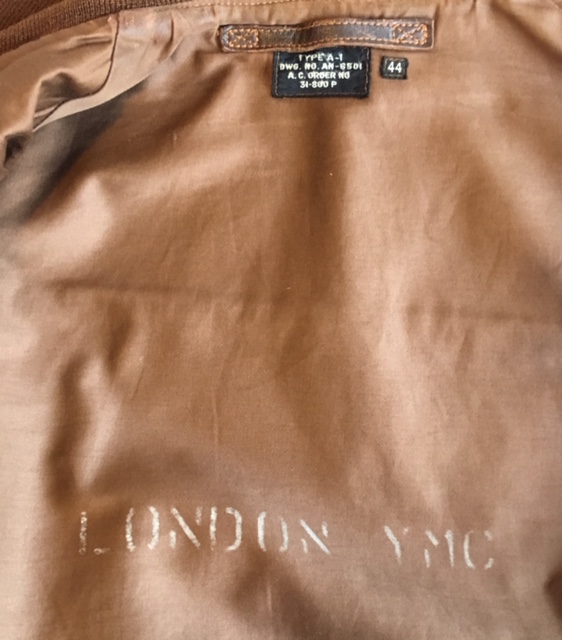 TYPE A-1
DWG. NO. AN-6501
A.C. ORDER NO
31-800 P
44
LONDON YMC